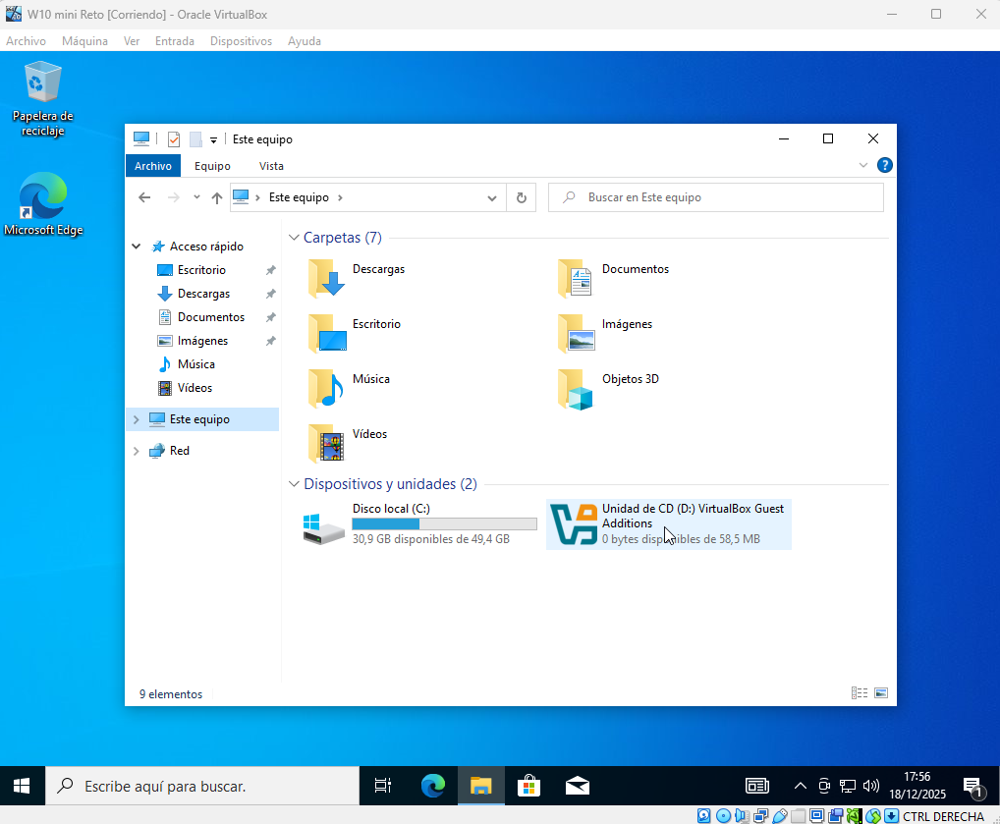 W10 mini Reto [Corriendo] - Oracle VirtualBox
Archivo Máquina Ver Entrada Dispositivos Ayuda
Papelera de
reciclaje
Microsoft Edge
Este equipo
Archivo Equipo Vista
Este equipo
Buscar en Este equipo
Acceso rápido
Escritorio
Descargas
Documentos
Imágenes
Música
Vídeos
Este equipo
Red
Carpetas (7)
Descargas
Documentos
Escritorio
Imágenes
Música
Objetos 3D
Vídeos
Dispositivos y unidades (2)
Disco local (C:)
30,9 GB disponibles de 49,4 GB
Unidad de CD (D:) VirtualBox Guest
Additions
0 bytes disponibles de 58,5 MB
9 elementos
Escribe aquí para buscar.
17:56
18/12/2025
1
CTRL DERECHA